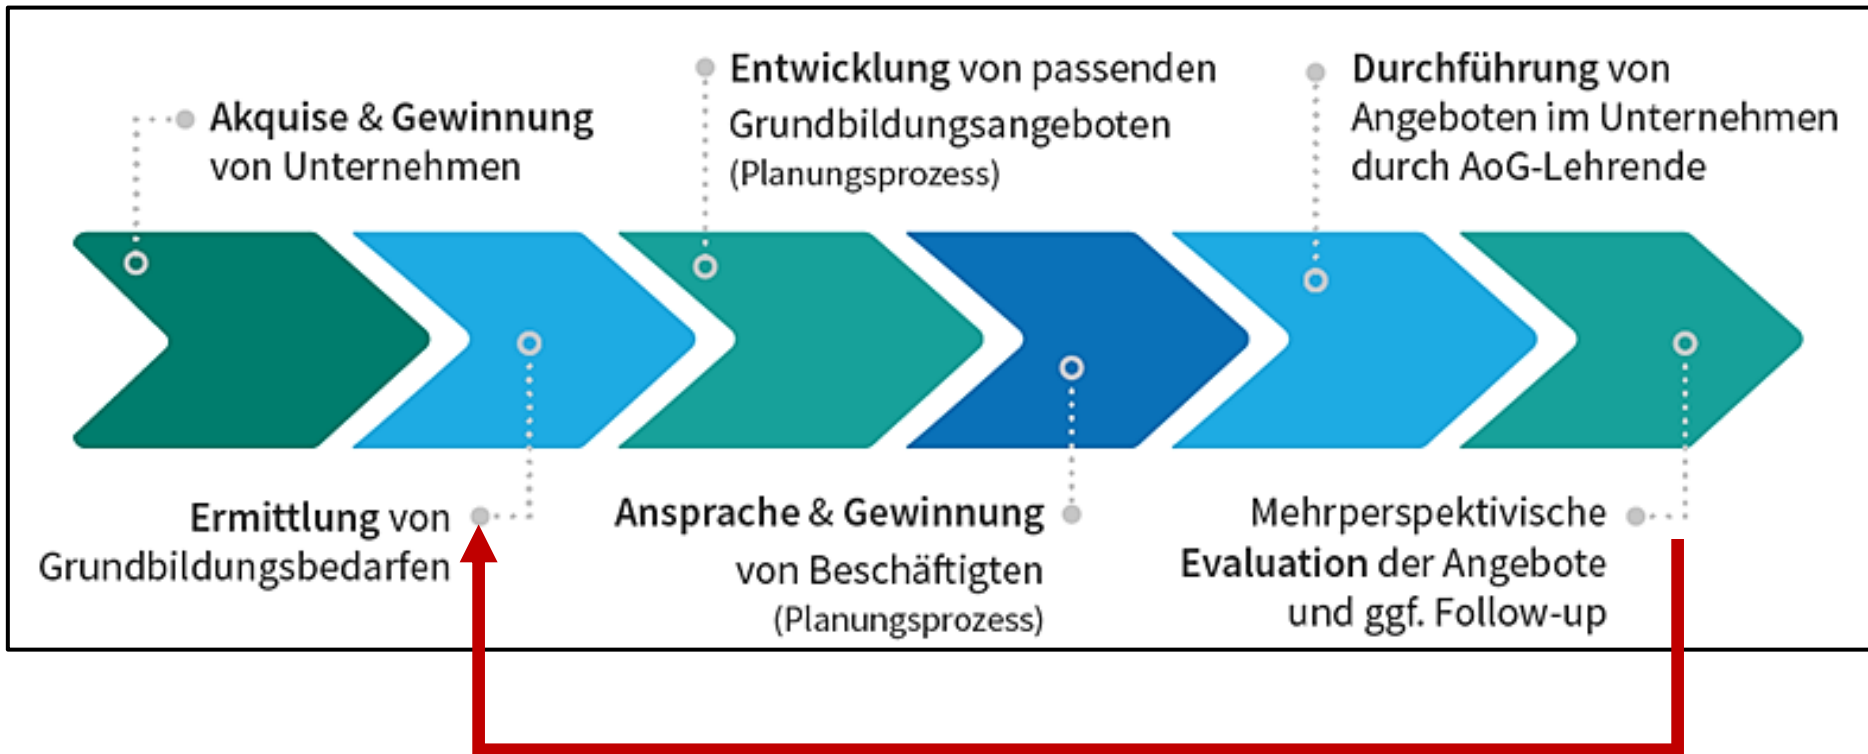 Akquise & Gewinnung
von Unternehmen
Ermittlung von
Grundbildungsbedarfen
Entwicklung von passenden
Grundbildungsangeboten
(Planungsprozess)
Ansprache & Gewinnung
von Beschäftigten
(Planungsprozess)
Durchführung von
Angeboten im Unternehmen
durch AoG-Lehrende
Mehrperspektivische
Evaluation der Angebote
und ggf. Follow-up